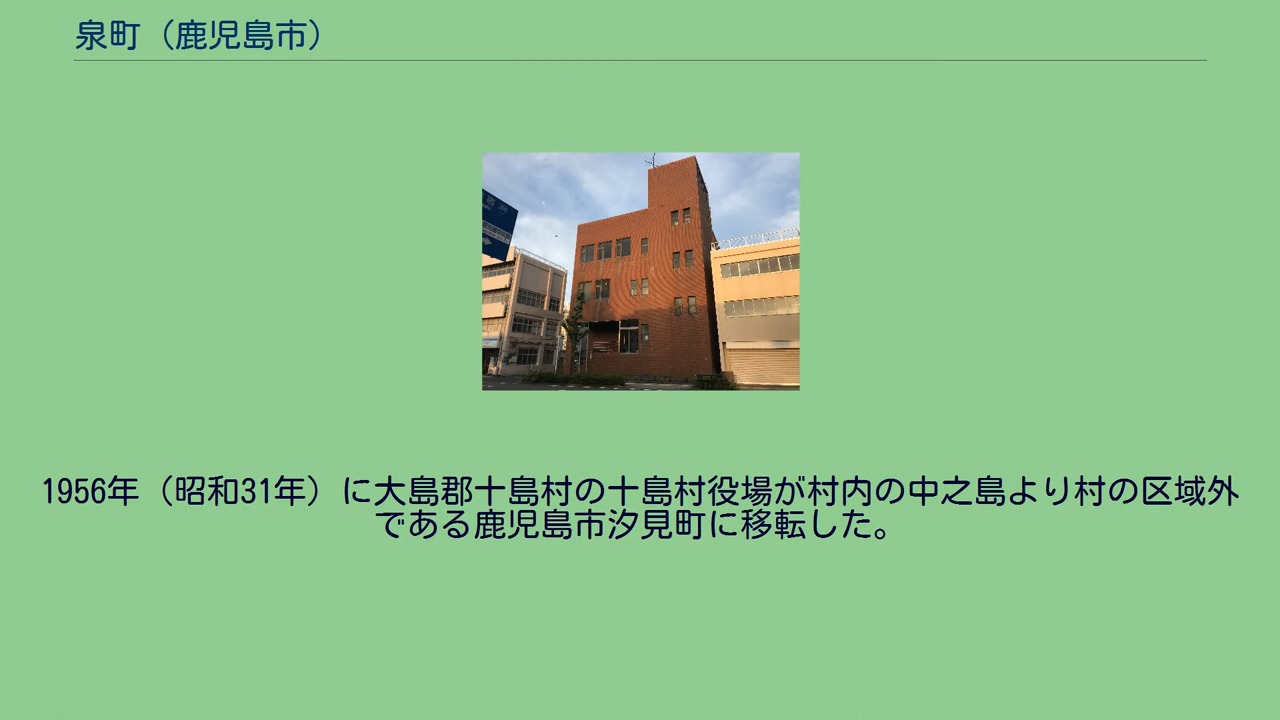 泉町（鹿児島市）
1956年（昭和31年）に大島郡十島村の十島村役場が村内の中之島より村の区域外
である鹿児島市汐見町に移転した。